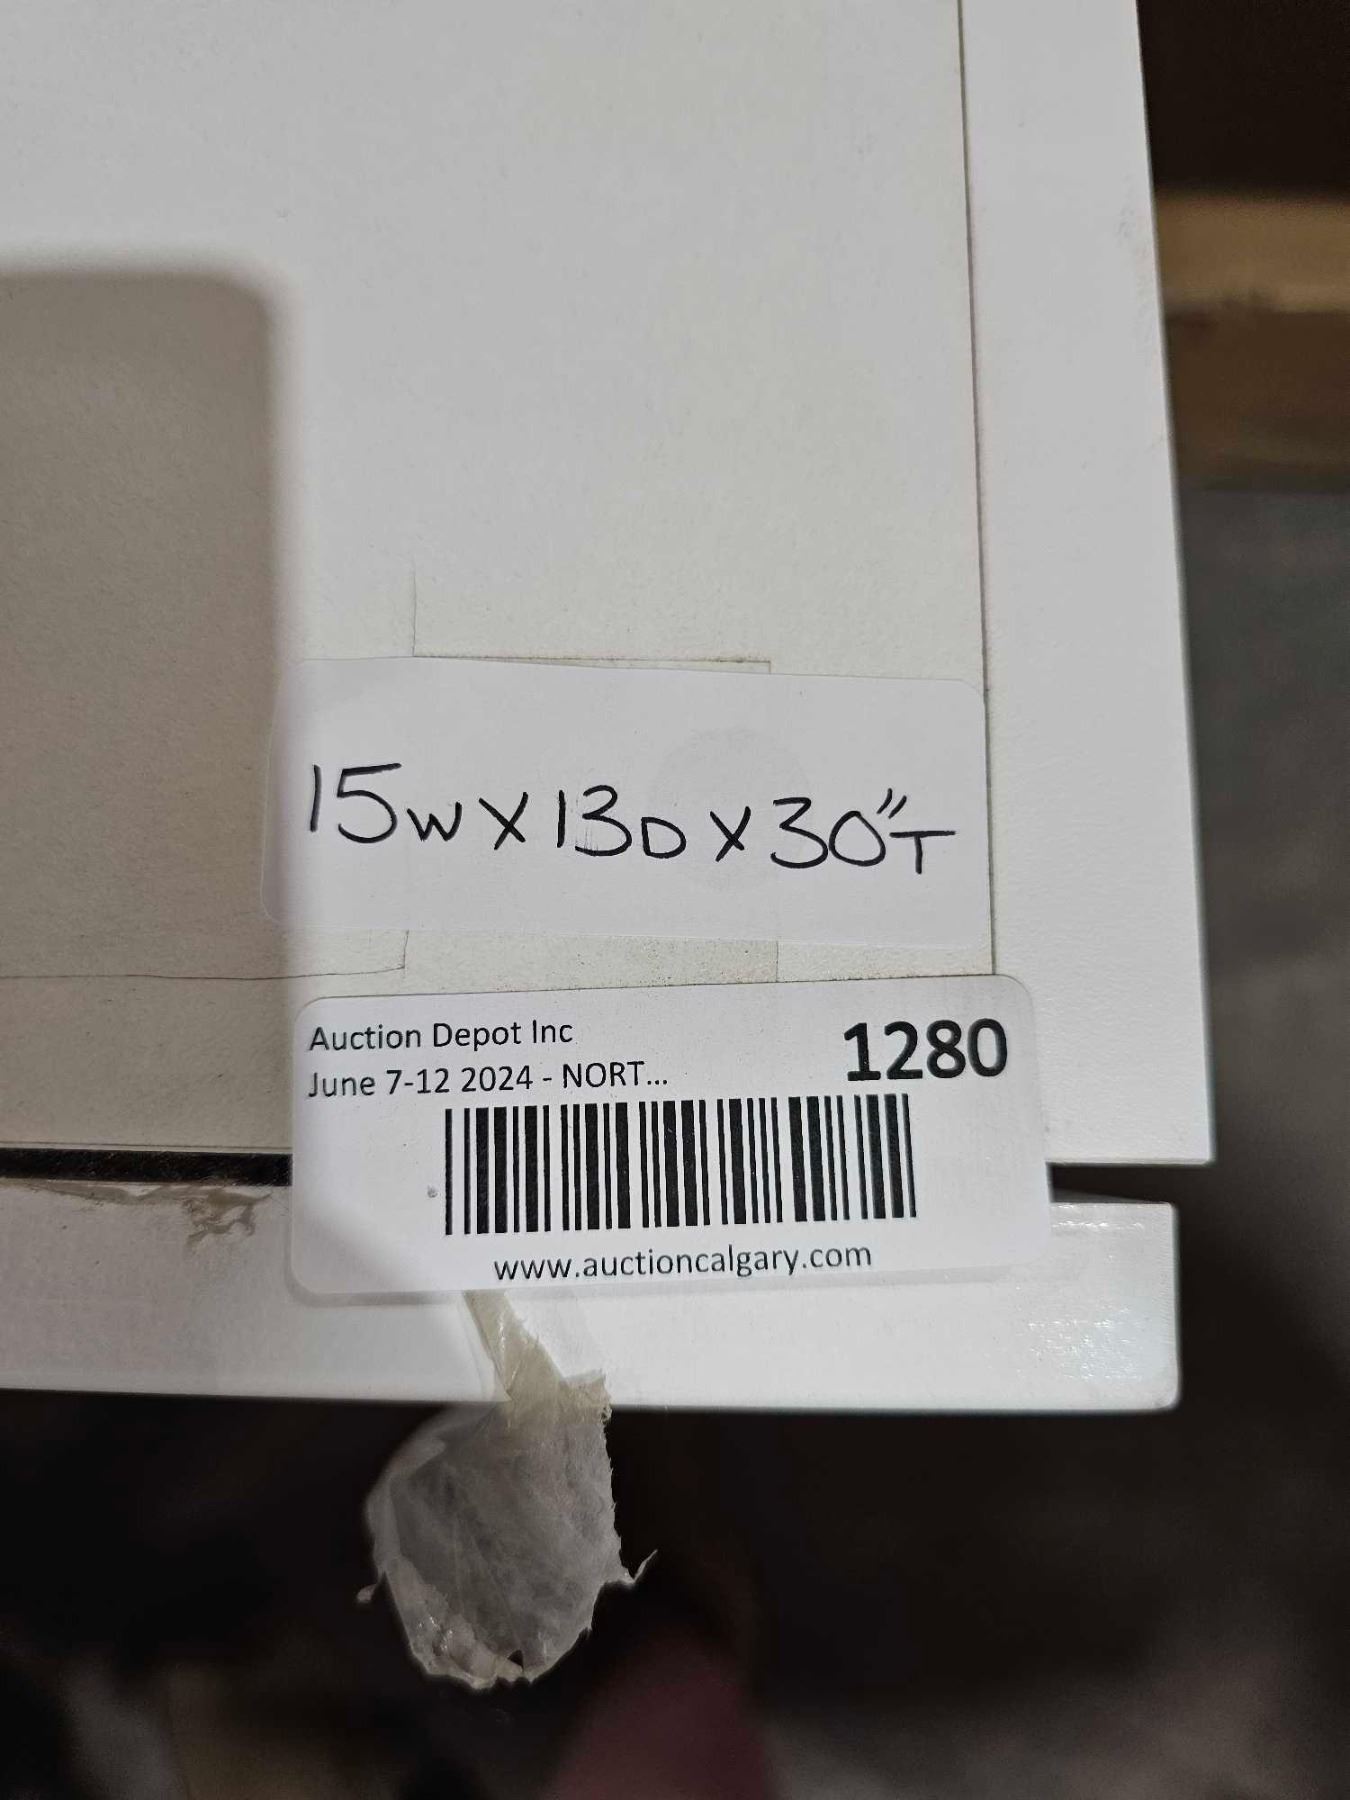 15W X 13D X 30"T
Auction Depot Inc
1280
June 7-12 2024 - NORT...
www.auctioncalgary.com